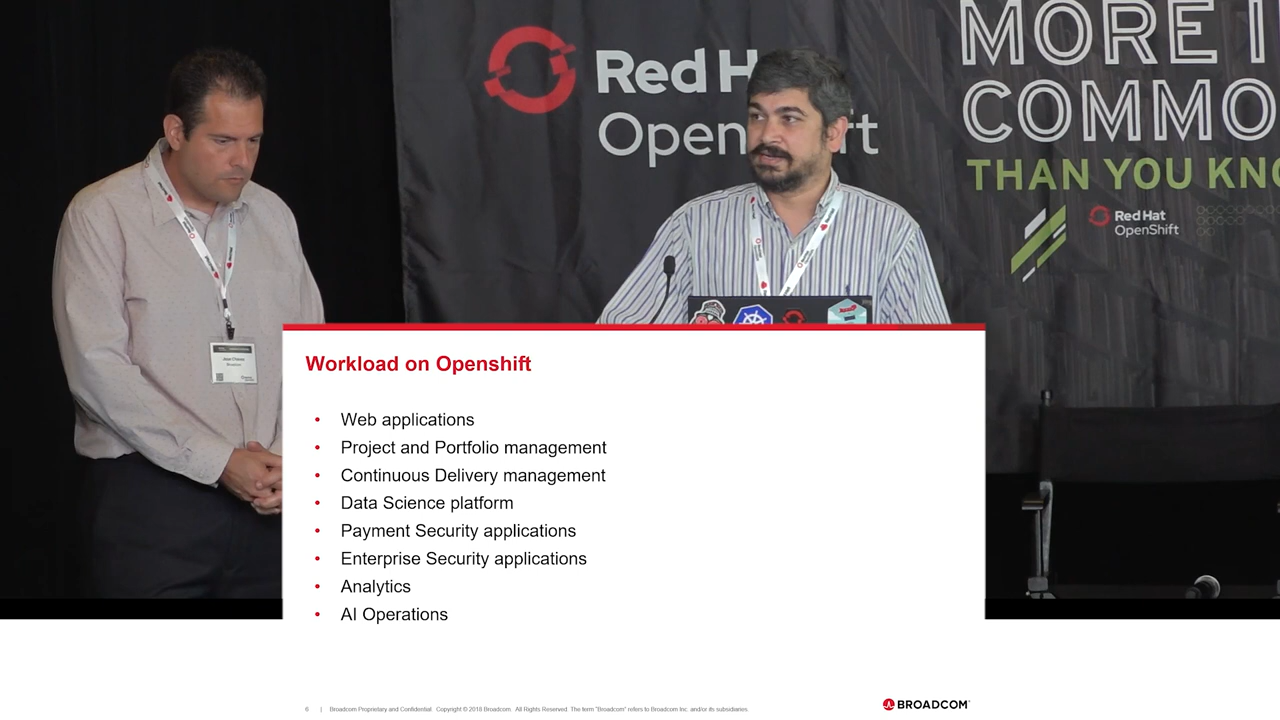 Red H
OpenShift
MORE I
COMMO
THAN YOU KNO
Red Hat
OpenShift
Workload on Openshift
• Web applications
• Project and Portfolio management
• Continuous Delivery management
• Data Science platform
• Payment Security applications
• Enterprise Security applications
• Analytics
• AI Operations
6 | Broadcom Proprietary and Confidential. Copyright © 2018 Broadcom. All Rights Reserved. The term "Broadcom" refers to Broadcom Inc. and/or its subsidiaries.
BROADCOM